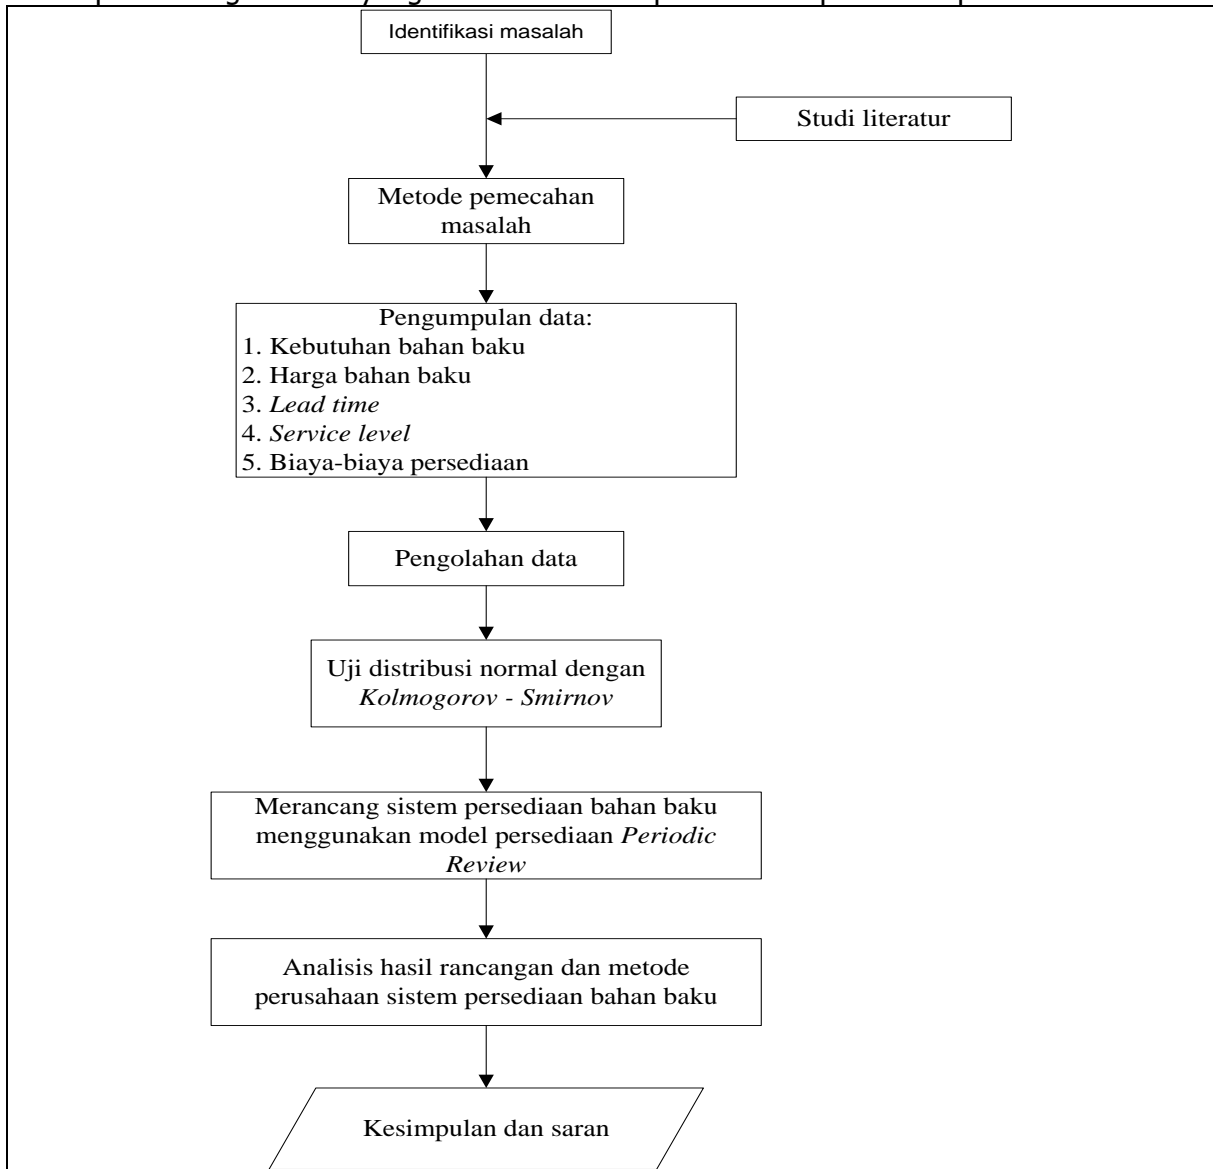 Identifikasi masalah
Studi literatur
Metode pemecahan
masalah
Pengumpulan data:
1. Kebutuhan bahan baku
2. Harga bahan baku
3. Lead time
4. Service level
5. Biaya-biaya persediaan
Pengolahan data
Uji distribusi normal dengan
Kolmogorov - Smirnov
Merancang sistem persediaan bahan baku
menggunakan model persediaan Periodic
Review
Analisis hasil rancangan dan metode
perusahaan sistem persediaan bahan baku
Kesimpulan dan saran